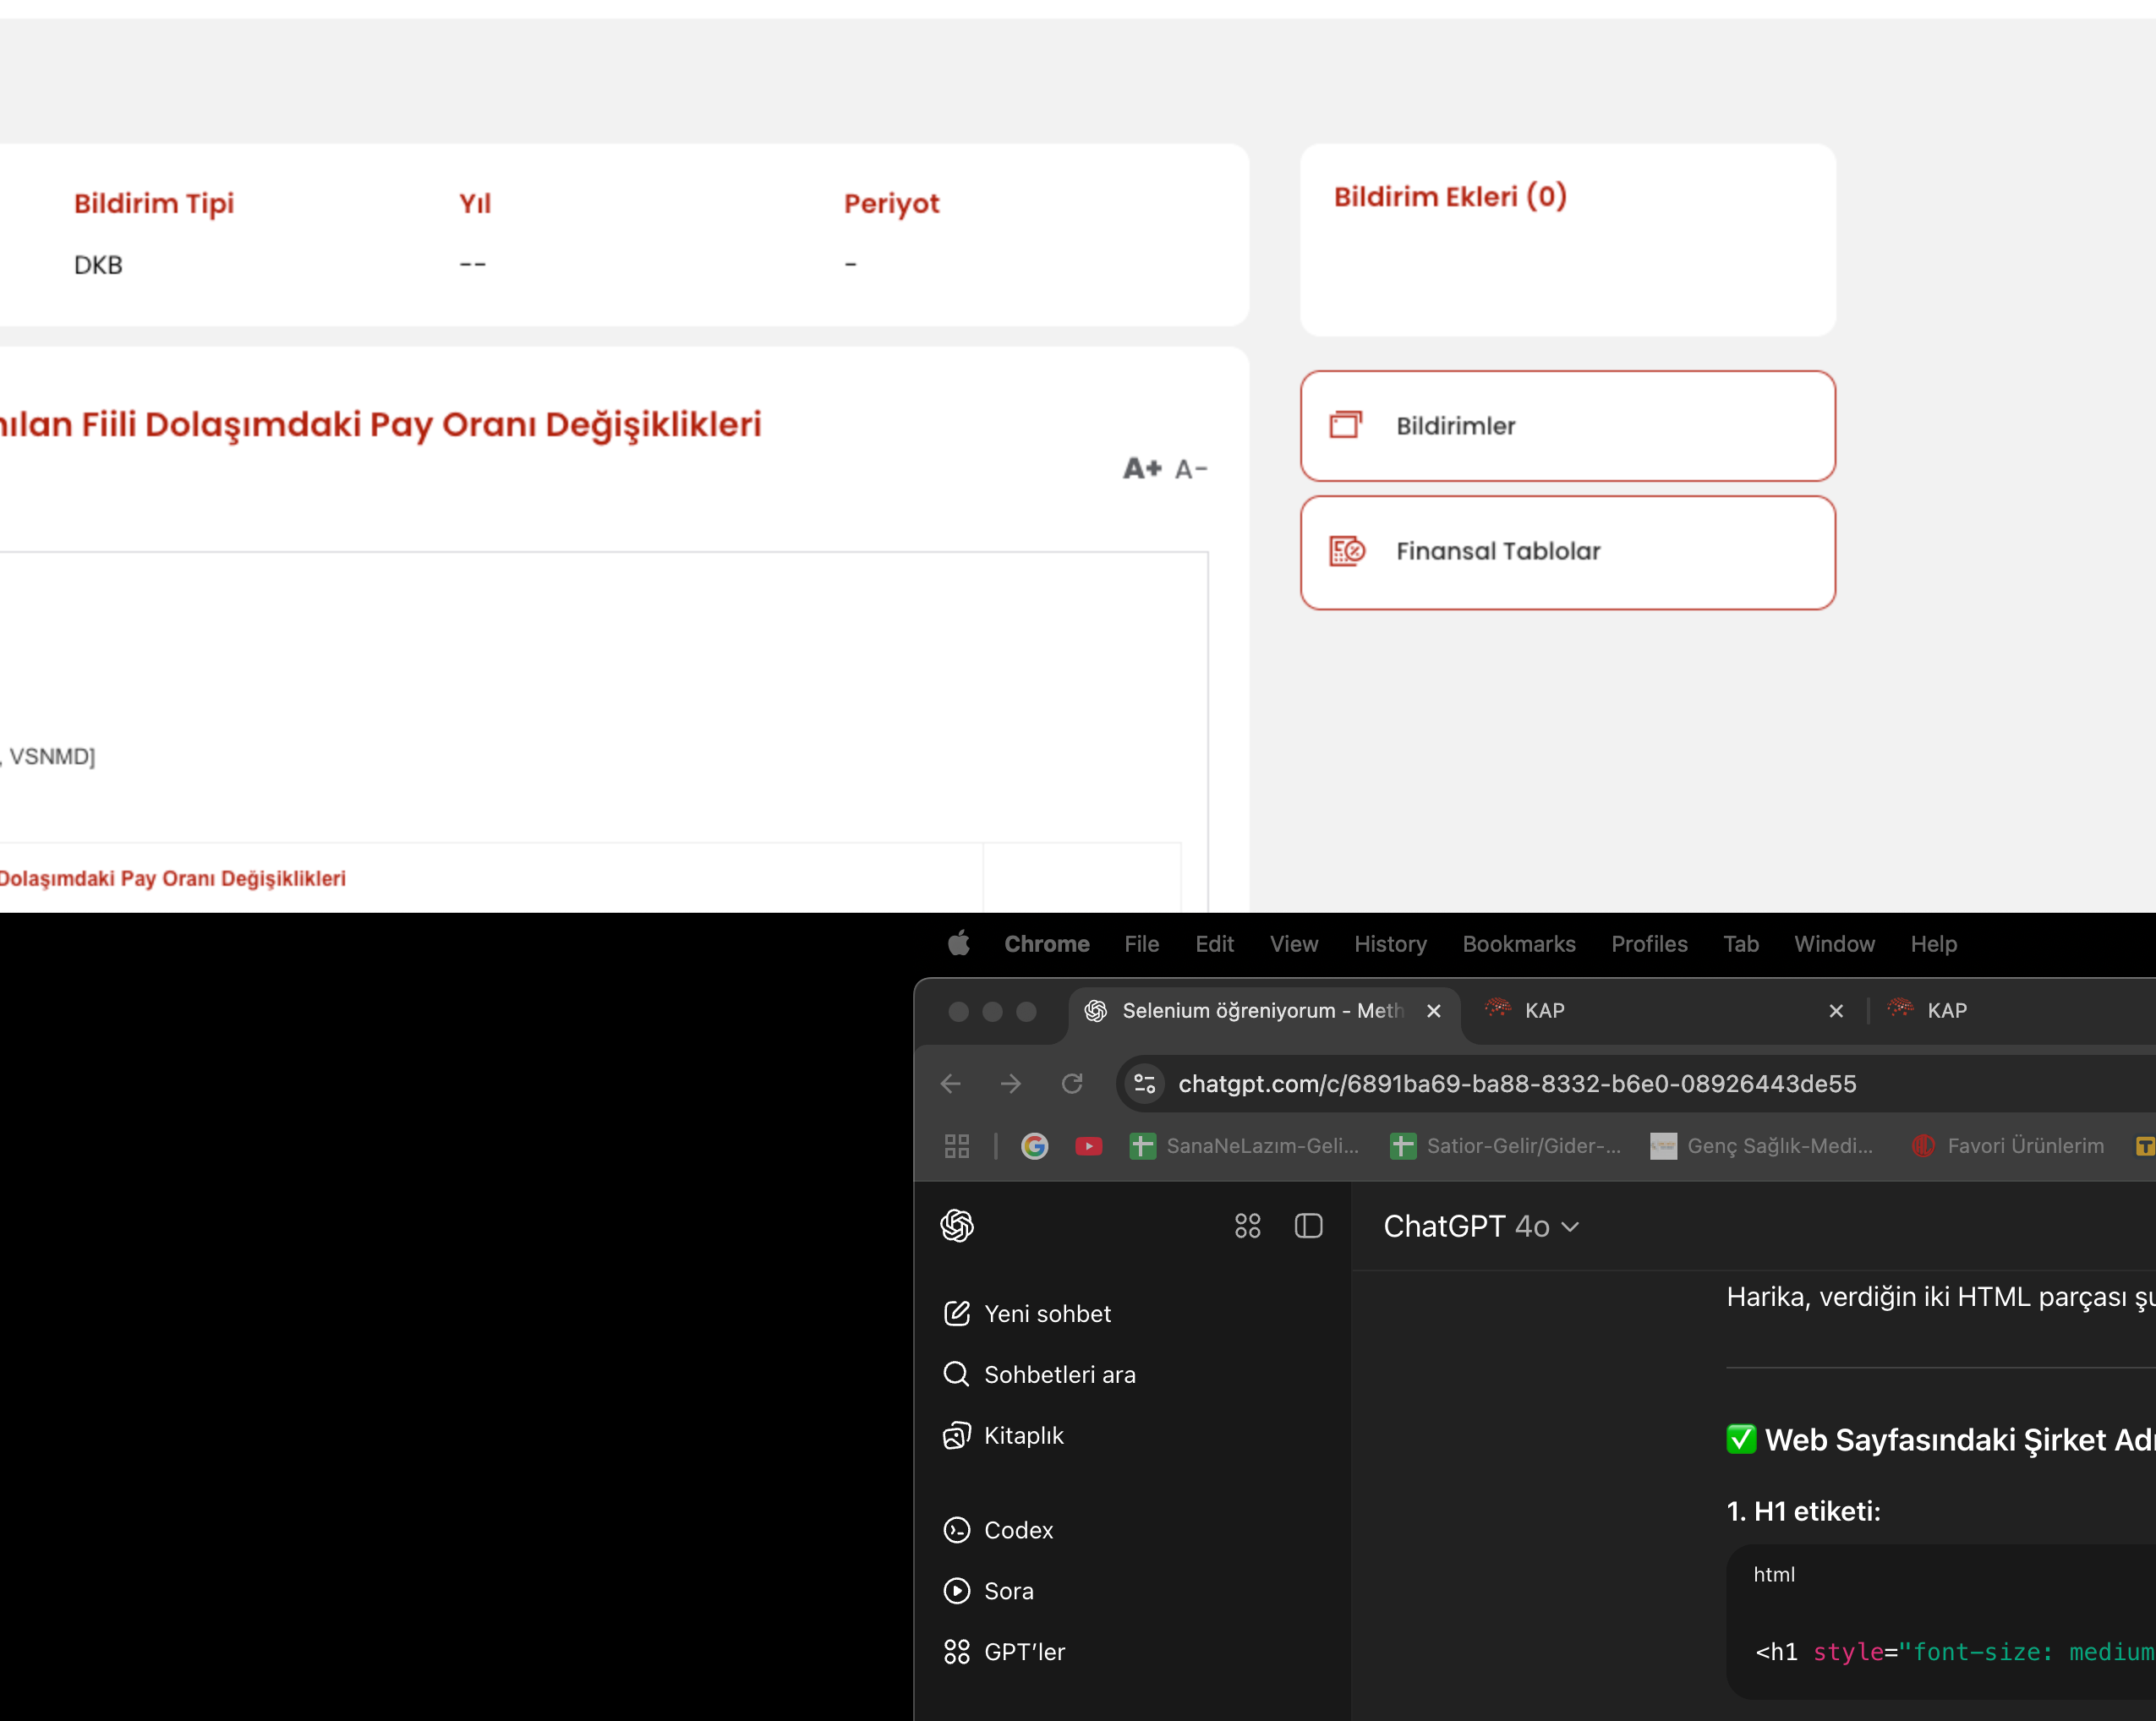 Bildirim Tipi Yıl Periyot
DKB -- -
Bildirim Ekleri (0)
Fiili Dolaşımdaki Pay Oranı Değişiklikleri
A+ A-
Bildirimler
Finansal Tablolar
, VSNMD]
Dolaşımdaki Pay Oranı Değişiklikleri
Chrome File Edit View History Bookmarks Profiles Tab Window Help
Selenium öğreniyorum - Meth KAP KAP
chatgpt.com/c/6891ba69-ba88-8332-b6e0-08926443de55
SanaNeLazım-Geli... Satior-Gelir/Gider-... Genç Sağlık-Medi... Favori Ürünlerim
ChatGPT 4o
Yeni sohbet
Sohbetleri ara
Kitaplık
Codex
Sora
GPT'ler
Harika, verdiğin iki HTML parçası
✅ Web Sayfasındaki Şirket
1. H1 etiketi:
html
<h1 style="font-size: medium